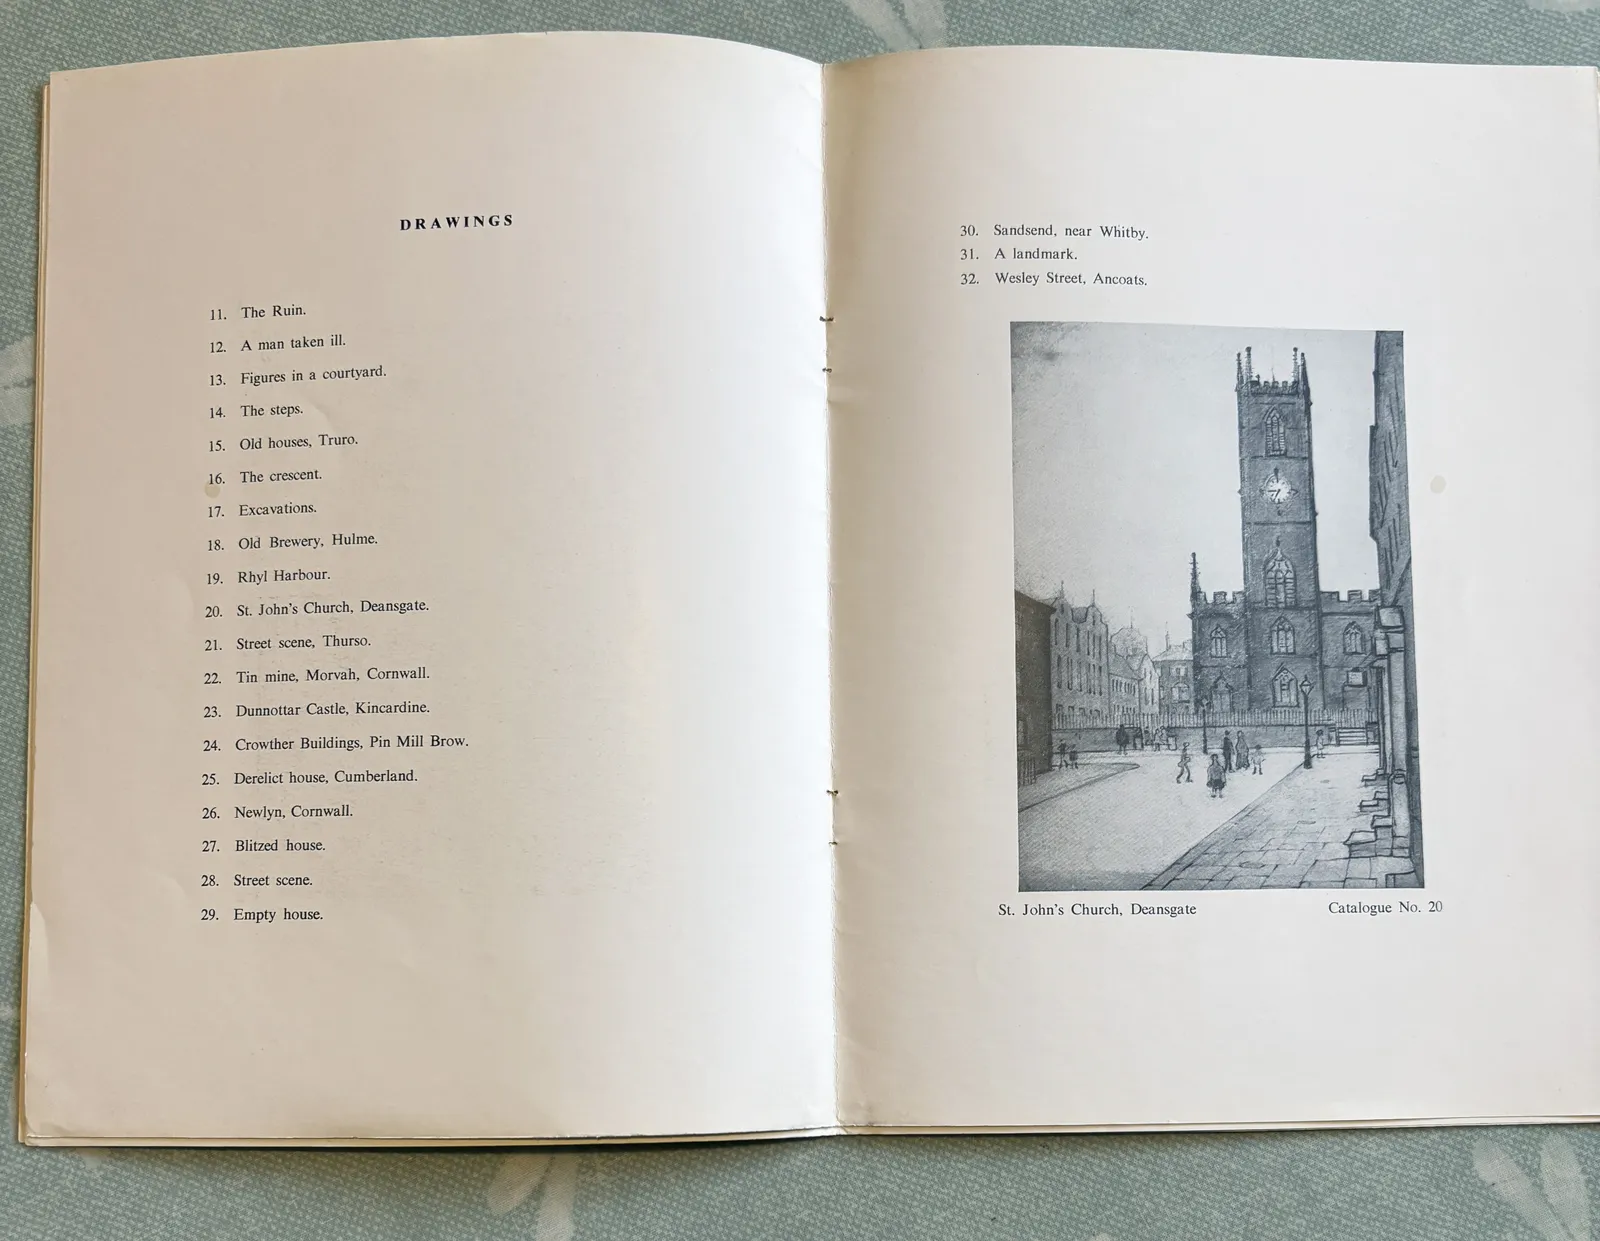 DRAWINGS
11. The Ruin.
12. A man taken ill.
13. Figures in a courtyard.
14. The steps.
15. Old houses, Truro.
16. The crescent.
17. Excavations.
18. Old Brewery, Hulme.
19. Rhyl Harbour.
20. St. John's Church, Deansgate.
21. Street scene, Thurso.
22. Tin mine, Morvah, Cornwall.
23. Dunnottar Castle, Kincardine.
24. Crowther Buildings, Pin Mill Brow.
25. Derelict house, Cumberland.
26. Newlyn, Cornwall.
27. Blitzed house.
28. Street scene.
29. Empty house.
30. Sandsend, near Whitby.
31. A landmark.
32. Wesley Street, Ancoats.
St. John's Church, Deansgate Catalogue No. 20